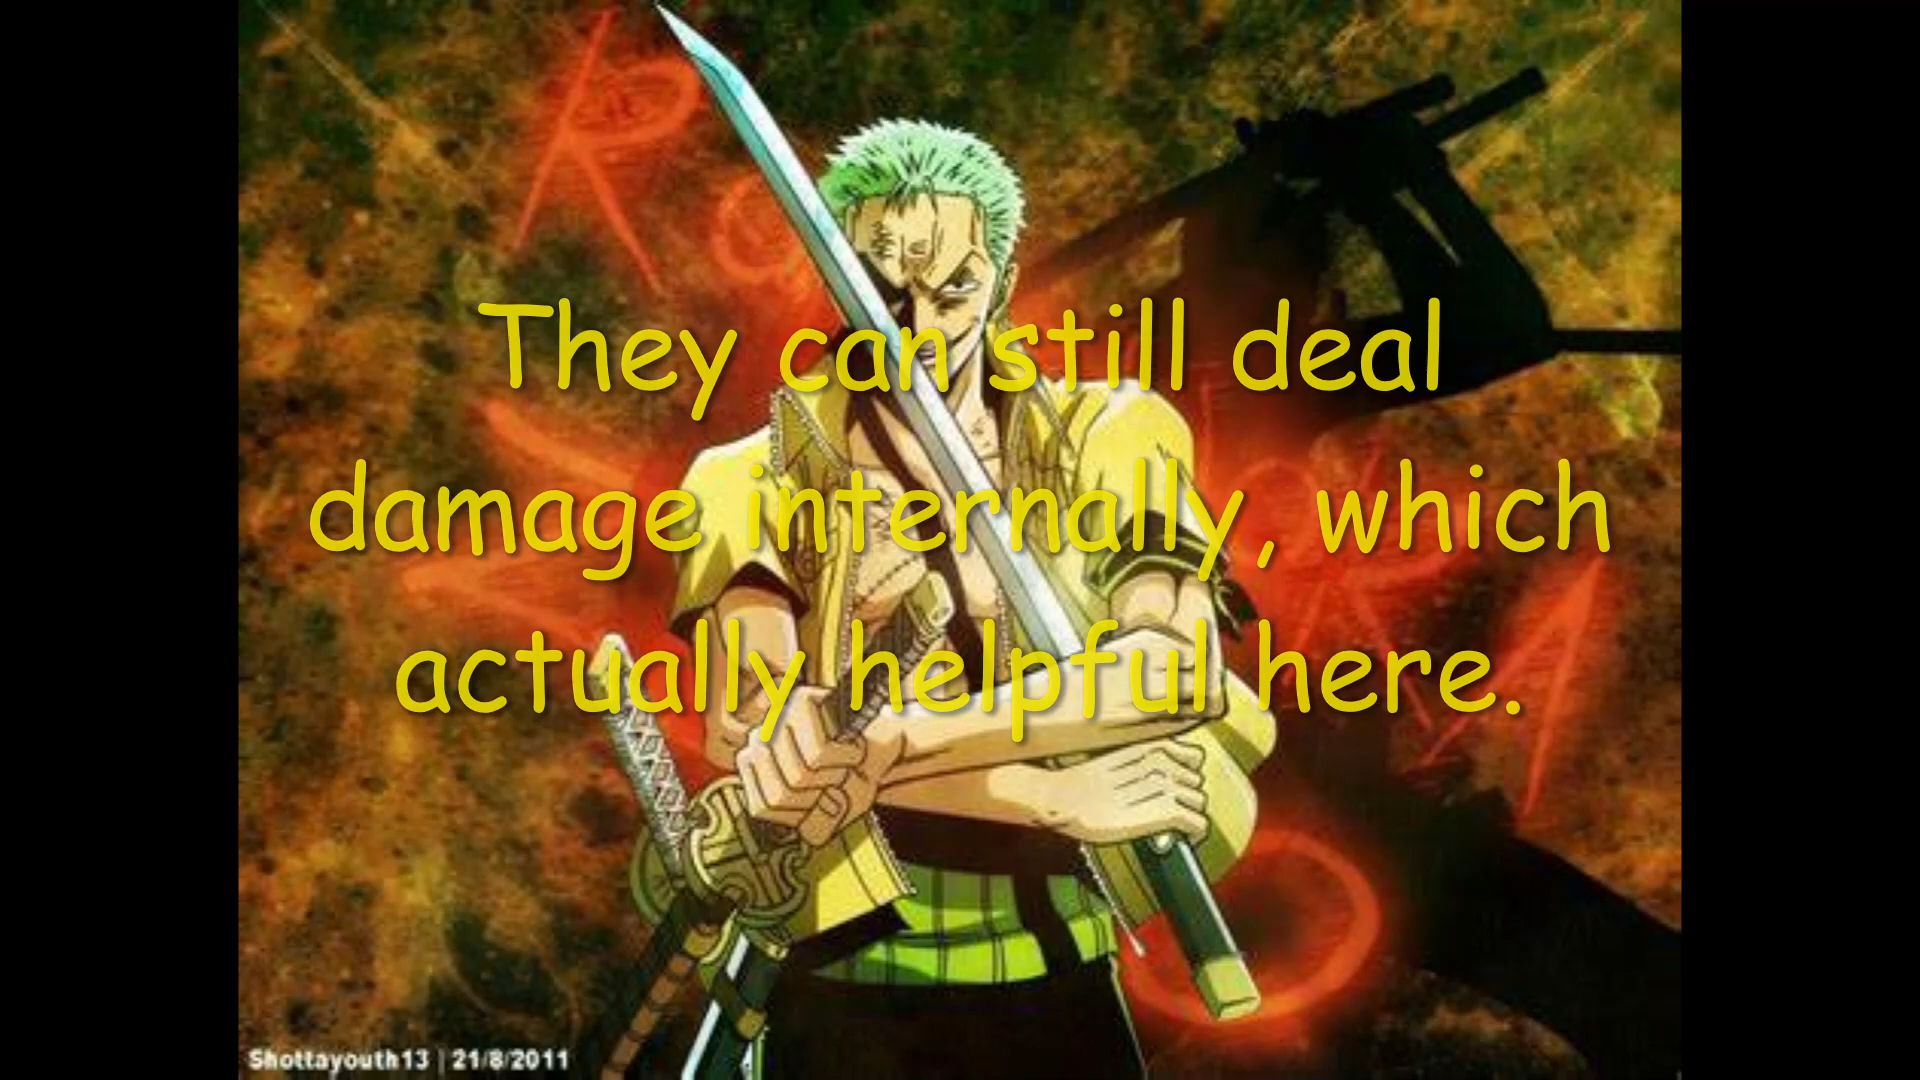 They can still deal
damage internally, which
actually helpful here.
Shottayouth13 | 21/8/2011